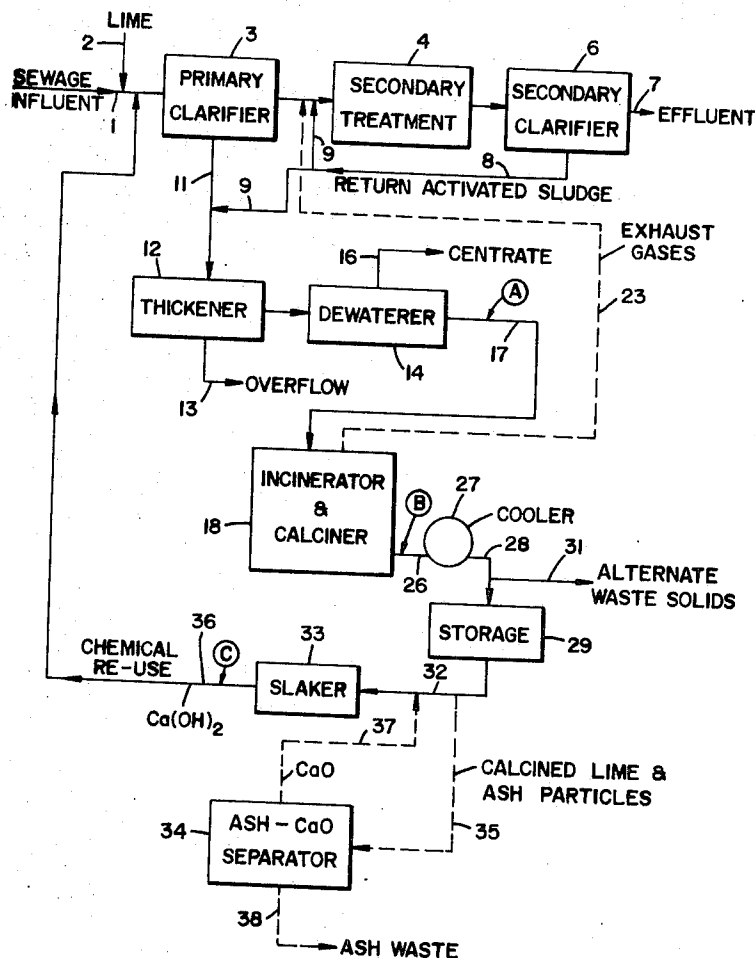 LIME
2
3
4
6
SEWAGE
INFLUENT
1
PRIMARY
CLARIFIER
SECONDARY
TREATMENT
SECONDARY
CLARIFIER
7
EFFLUENT
9
8
11
9
RETURN ACTIVATED SLUDGE
EXHAUST
GASES
23
12
16
CENTRATE
THICKENER
DEWATERER
A
17
14
13
OVERFLOW
INCINERATOR
&
CALCINER
18
B
27
COOLER
26
28
31
ALTERNATE
WASTE SOLIDS
STORAGE
29
CHEMICAL
RE-USE
36
C
33
SLAKER
32
Ca(OH)2
37
CaO
CALCINED LIME &
ASH PARTICLES
34
ASH-CaO
SEPARATOR
35
38
ASH WASTE